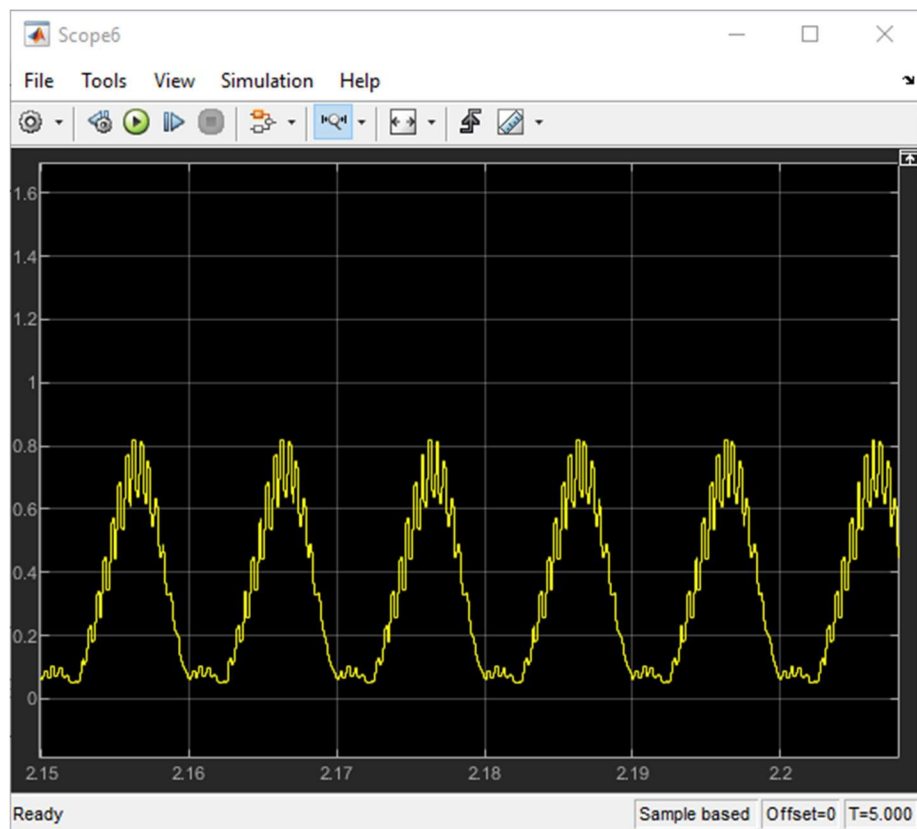 Scope6
File Tools View Simulation Help
1.6
1.4
1.2
1
0.8
0.6
0.4
0.2
0
2.15 2.16 2.17 2.18 2.19 2.2
Ready Sample based Offset=0 T=5.000